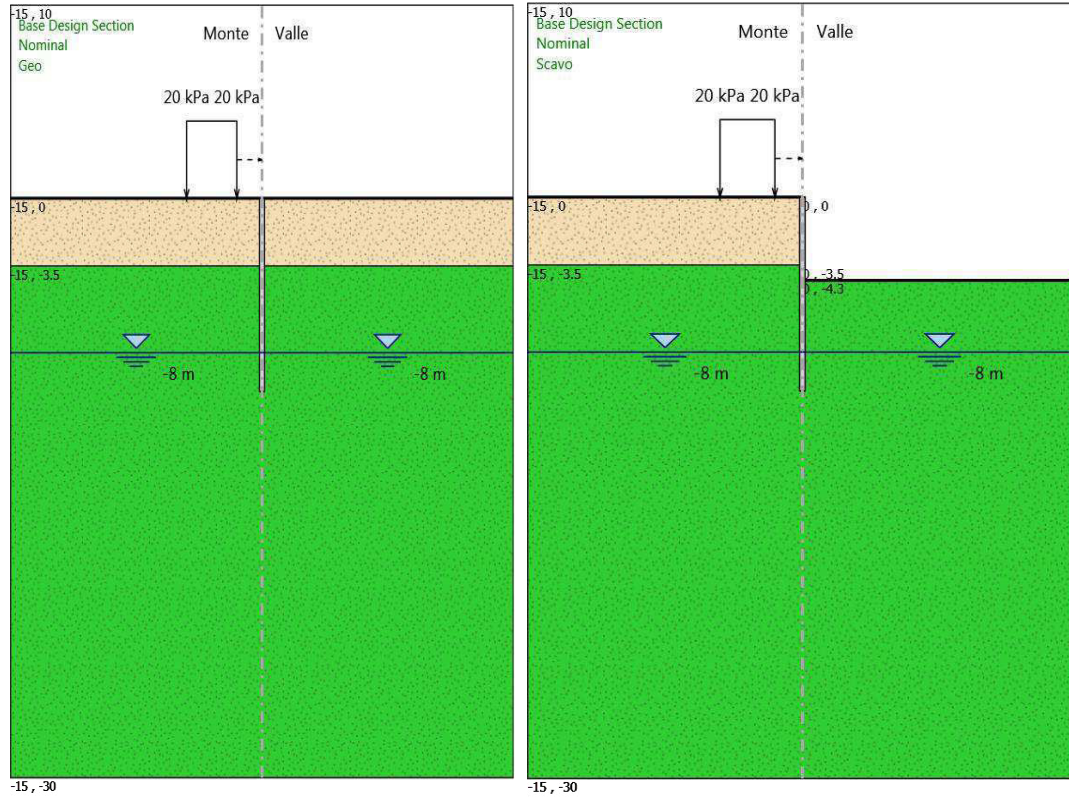 -15, 10
Base Design Section
Nominal
Geo
Monte
Valle
20 kPa 20 kPa
-15, 0
-15, -3.5
-8 m
-8 m
-15, -30
-15, 10
Base Design Section
Nominal
Scavo
Monte
Valle
20 kPa 20 kPa
-15, 0
0, 0
-15, -3.5
0, -3.5
0, -4.3
-8 m
-8 m
-15, -30